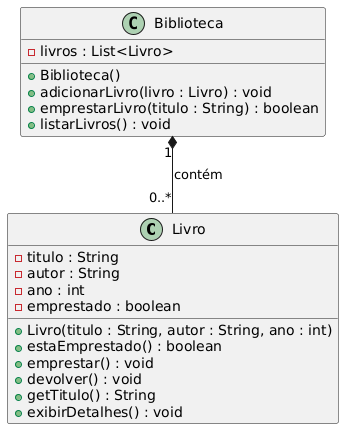 C Biblioteca
livros : List<Livro>
Biblioteca()
adicionarLivro(livro : Livro) : void
emprestarLivro(titulo : String) : boolean
listarLivros() : void
1
contém
0..*
C Livro
titulo : String
autor : String
ano : int
emprestado : boolean
Livro(titulo : String, autor : String, ano : int)
estaEmprestado() : boolean
emprestar() : void
devolver() : void
getTitulo() : String
exibirDetalhes() : void